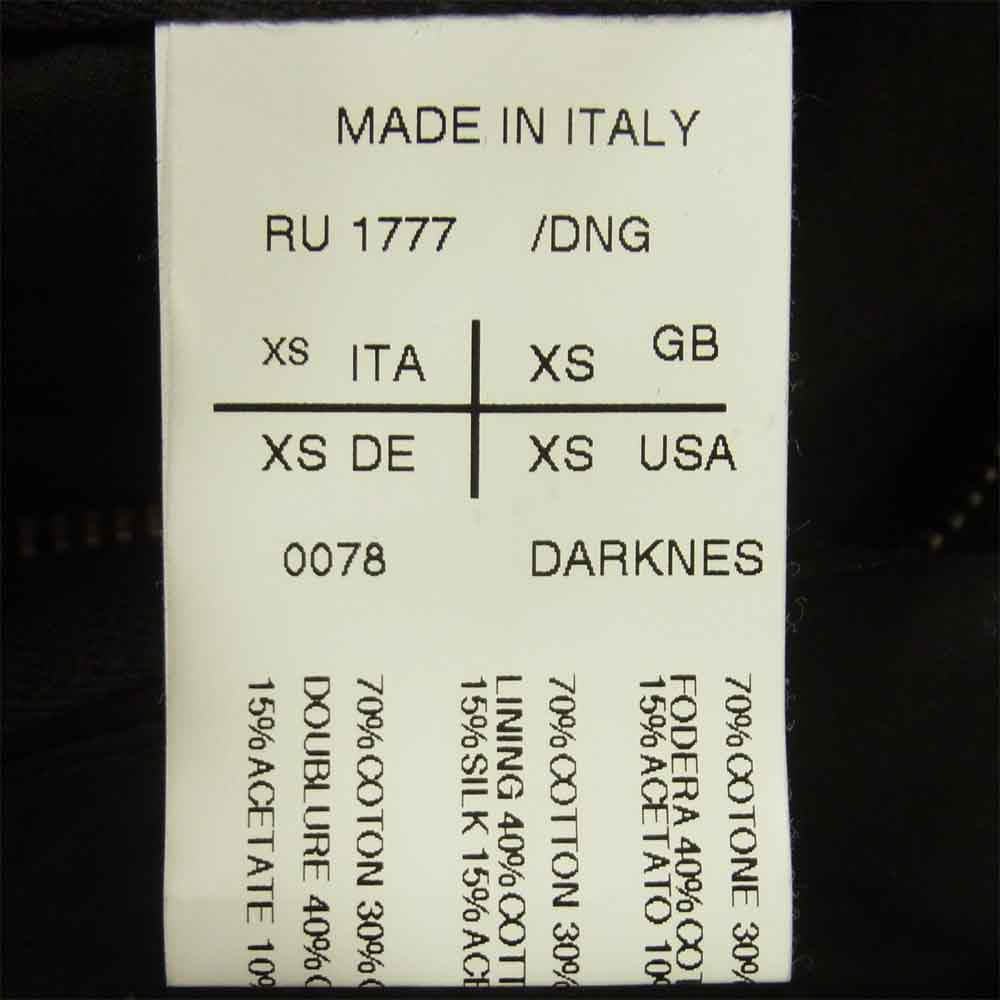 MADE IN ITALY
RU 1777 /DNG
XS ITA XS GB
XS DE XS USA
0078 DARKNES
70%COTONE 30%
FODERA 40%CO
15%ACETATO 10%
70%COTTON 30%
LINING 40%COTT
15%SILK 15%AC
70%COTON 30%
DOUBLURE 40%
15%ACETATE 10%